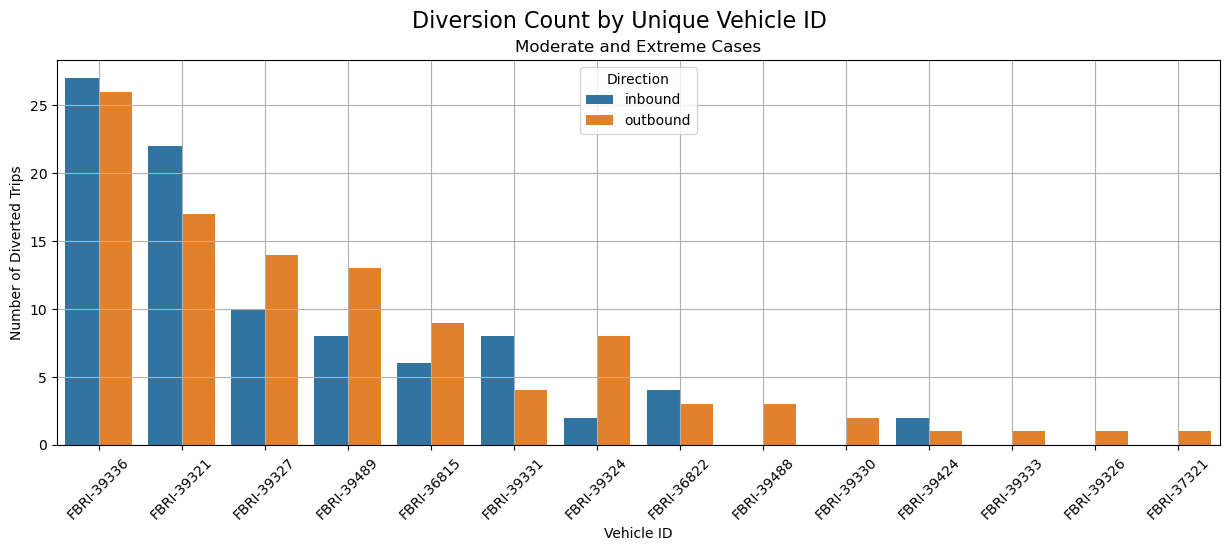 Diversion Count by Unique Vehicle ID
Moderate and Extreme Cases
Direction
inbound
outbound
Number of Diverted Trips
25
20
15
10
5
0
FBRI-39336
FBRI-39321
FBRI-39327
FBRI-39489
FBRI-36815
FBRI-39331
FBRI-39324
FBRI-36822
FBRI-39488
FBRI-39330
FBRI-39424
FBRI-39333
FBRI-39326
FBRI-37321
Vehicle ID